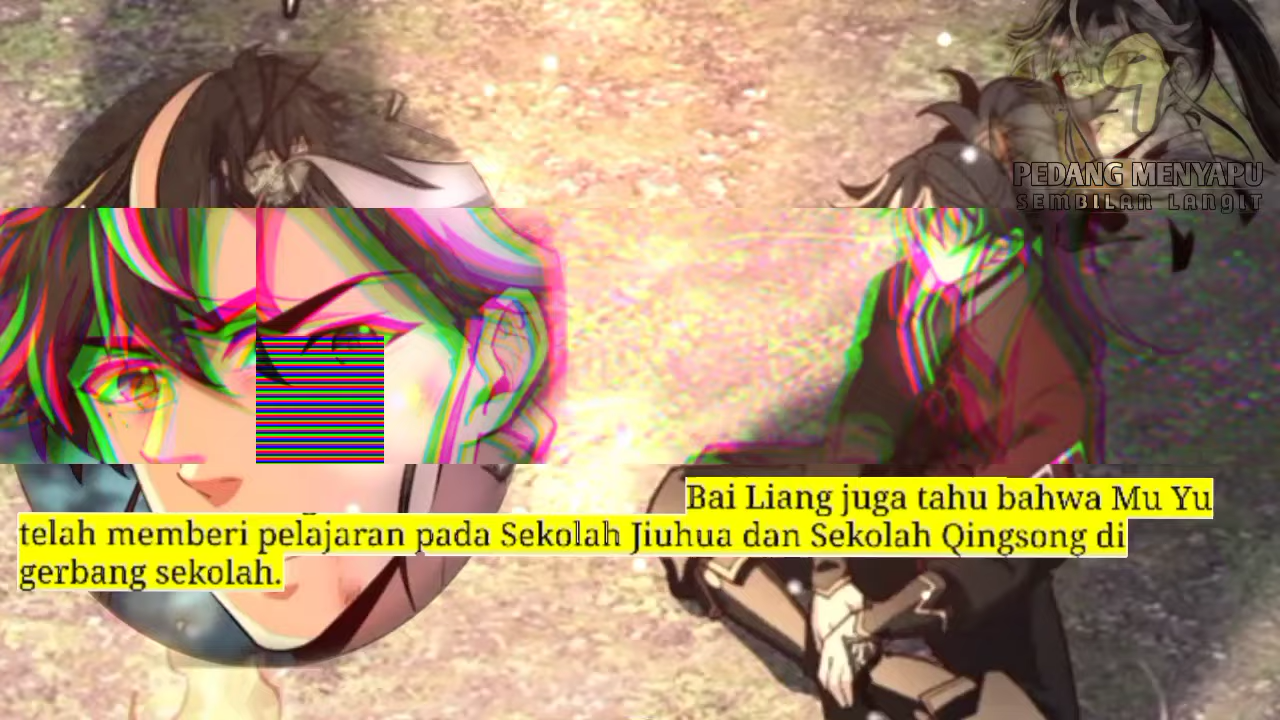 PEDANG MENYAPU
SEMBILAN LANGIT
Bai Liang juga tahu bahwa Mu Yu
telah memberi pelajaran pada Sekolah Jiuhua dan Sekolah Qingsong di
gerbang sekolah.